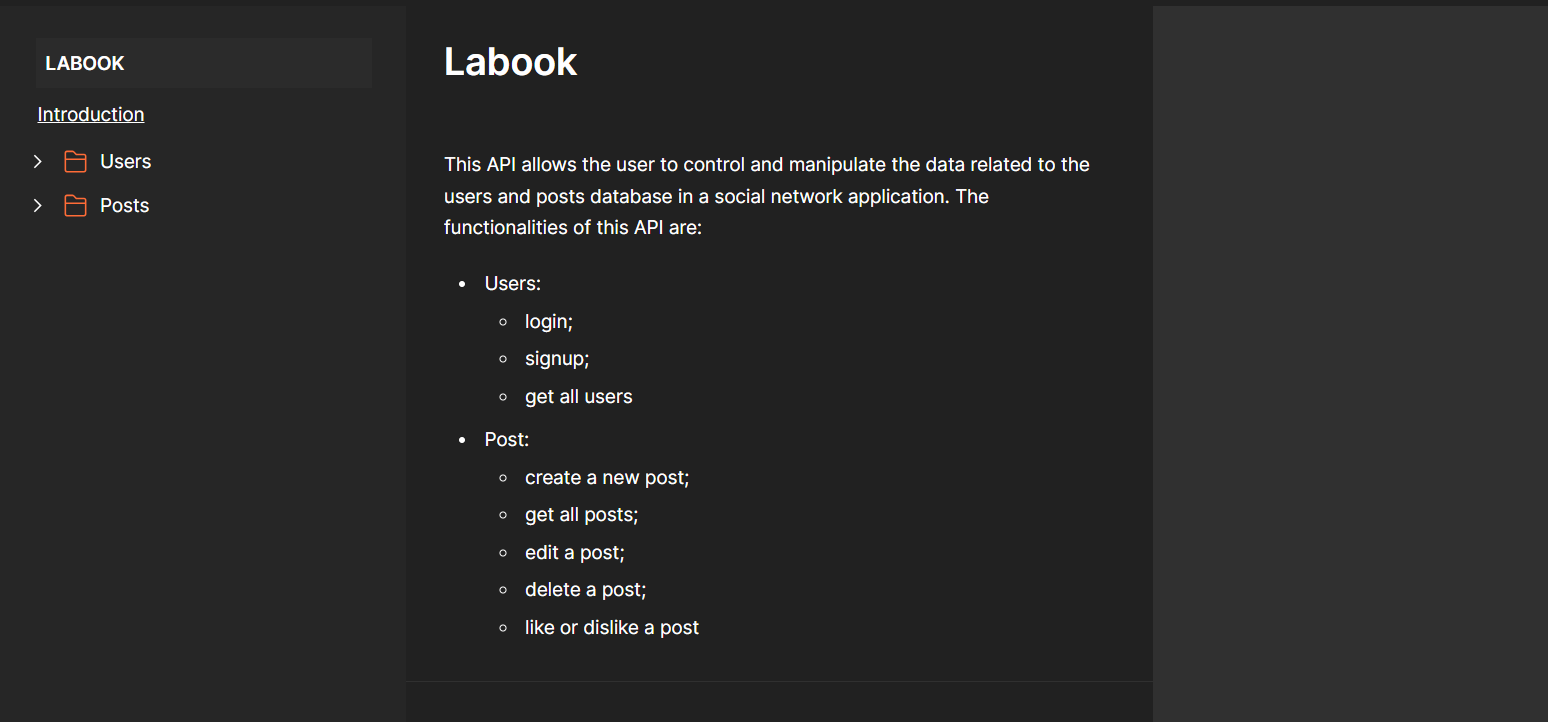 LABOOK
Introduction
Users
Posts
Labook
This API allows the user to control and manipulate the data related to the
users and posts database in a social network application. The
functionalities of this API are:
Users:
login;
signup;
get all users
Post:
create a new post;
get all posts;
edit a post;
delete a post;
like or dislike a post